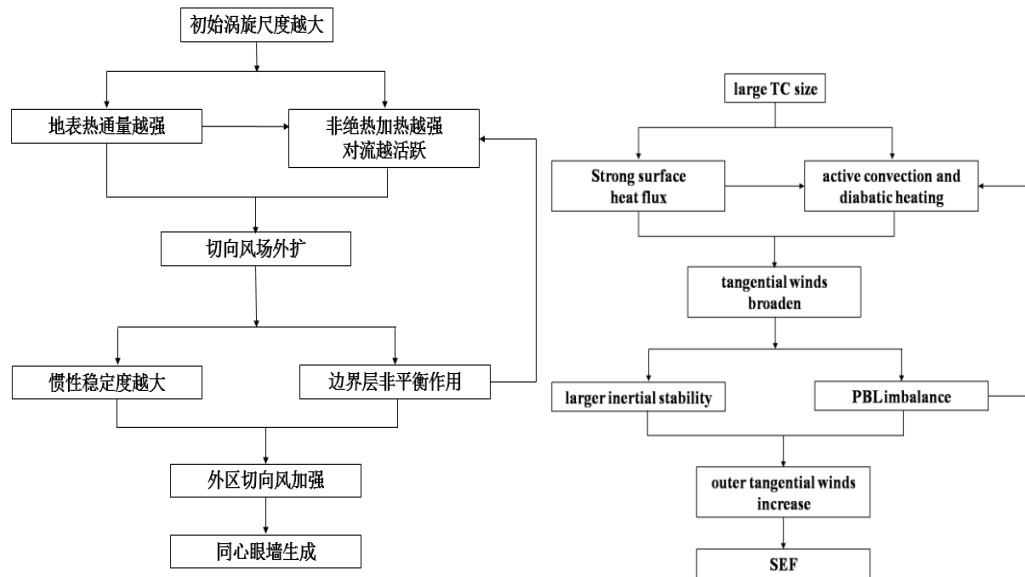 初始涡旋尺度越大
地表热通量越强
非绝热加热越强
对流越活跃
切向风场外扩
惯性稳定度越大
边界层非平衡作用
外区切向风加强
同心眼墙生成
large TC size
Strong surface
heat flux
active convection and
diabatic heating
tangential winds
broaden
larger inertial stability
PBL imbalance
outer tangential winds
increase
SEF